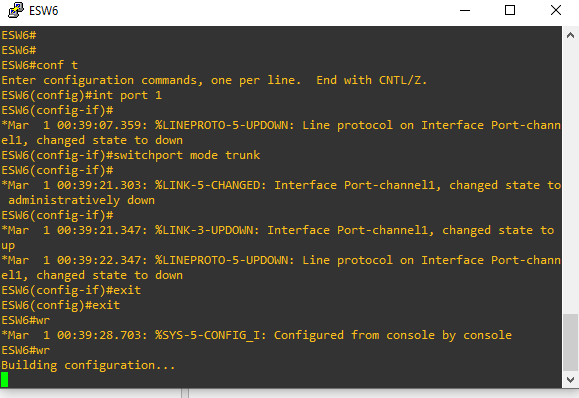 ESW6
ESW6#
ESW6#
ESW6#conf t
Enter configuration commands, one per line.  End with CNTL/Z.
ESW6(config)#int port 1
ESW6(config-if)#
*Mar  1 00:39:07.359: %LINEPROTO-5-UPDOWN: Line protocol on Interface Port-chann
el1, changed state to down
ESW6(config-if)#switchport mode trunk
ESW6(config-if)#
*Mar  1 00:39:21.303: %LINK-5-CHANGED: Interface Port-channel1, changed state to
 administratively down
ESW6(config-if)#
*Mar  1 00:39:21.347: %LINK-3-UPDOWN: Interface Port-channel1, changed state to
up
*Mar  1 00:39:22.347: %LINEPROTO-5-UPDOWN: Line protocol on Interface Port-chann
el1, changed state to down
ESW6(config-if)#exit
ESW6(config)#exit
ESW6#wr
*Mar  1 00:39:28.703: %SYS-5-CONFIG_I: Configured from console by console
ESW6#wr
Building configuration...